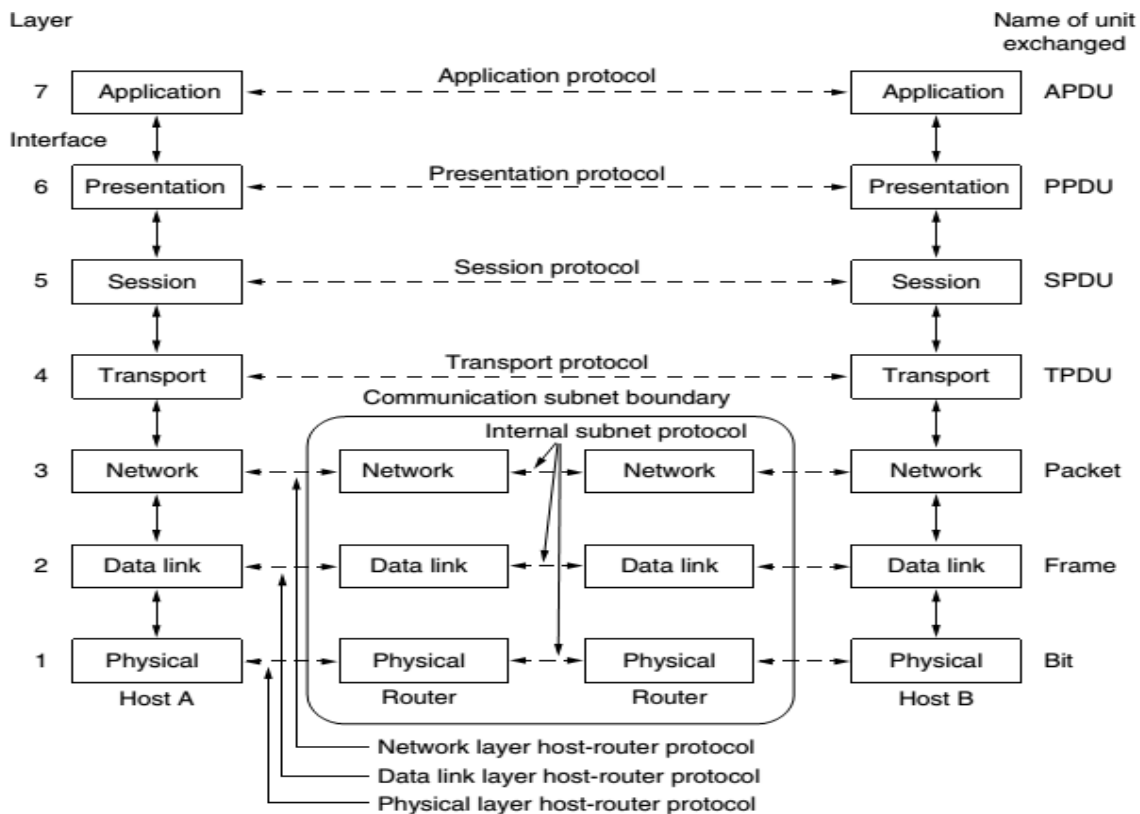 Layer
Name of unit
exchanged
Application protocol
7
Application
Application
APDU
Interface
Presentation protocol
6
Presentation
Presentation
PPDU
Session protocol
5
Session
Session
SPDU
Transport protocol
4
Transport
Transport
TPDU
Communication subnet boundary
Internal subnet protocol
3
Network
Network
Network
Network
Packet
2
Data link
Data link
Data link
Data link
Frame
1
Physical
Physical
Physical
Physical
Bit
Host A
Router
Router
Host B
Network layer host-router protocol
Data link layer host-router protocol
Physical layer host-router protocol